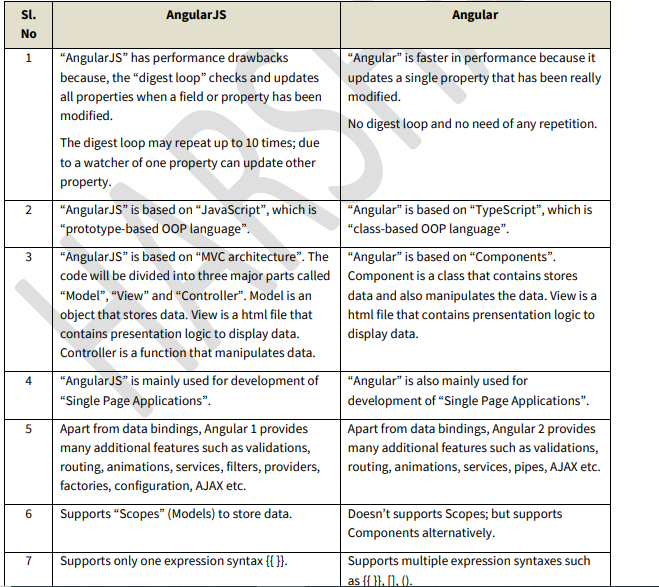 Sl.
No
AngularJS
Angular
1
“AngularJS” has performance drawbacks
because, the “digest loop” checks and updates
all properties when a field or property has been
modified.
The digest loop may repeat up to 10 times; due
to a watcher of one property can update other
property.
“Angular” is faster in performance because it
updates a single property that has been really
modified.
No digest loop and no need of any repetition.
2
“AngularJS” is based on “JavaScript”, which is
“prototype-based OOP language”.
“Angular” is based on “TypeScript”, which is
“class-based OOP language”.
3
“AngularJS” is based on “MVC architecture”. The
code will be divided into three major parts called
“Model”, “View” and “Controller”. Model is an
object that stores data. View is a html file that
contains presentation logic to display data.
Controller is a function that manipulates data.
“Angular” is based on “Components”.
Component is a class that contains stores
data and also manipulates the data. View is a
html file that contains prensentation logic to
display data.
4
“AngularJS” is mainly used for development of
“Single Page Applications”.
“Angular” is also mainly used for
development of “Single Page Applications”.
5
Apart from data bindings, Angular 1 provides
many additional features such as validations,
routing, animations, services, filters, providers,
factories, configuration, AJAX etc.
Apart from data bindings, Angular 2 provides
many additional features such as validations,
routing, animations, services, pipes, AJAX etc.
6
Supports “Scopes” (Models) to store data.
Doesn’t supports Scopes; but supports
Components alternatively.
7
Supports only one expression syntax {{ }}.
Supports multiple expression syntaxes such
as {{ }}, [], ().
HARSH